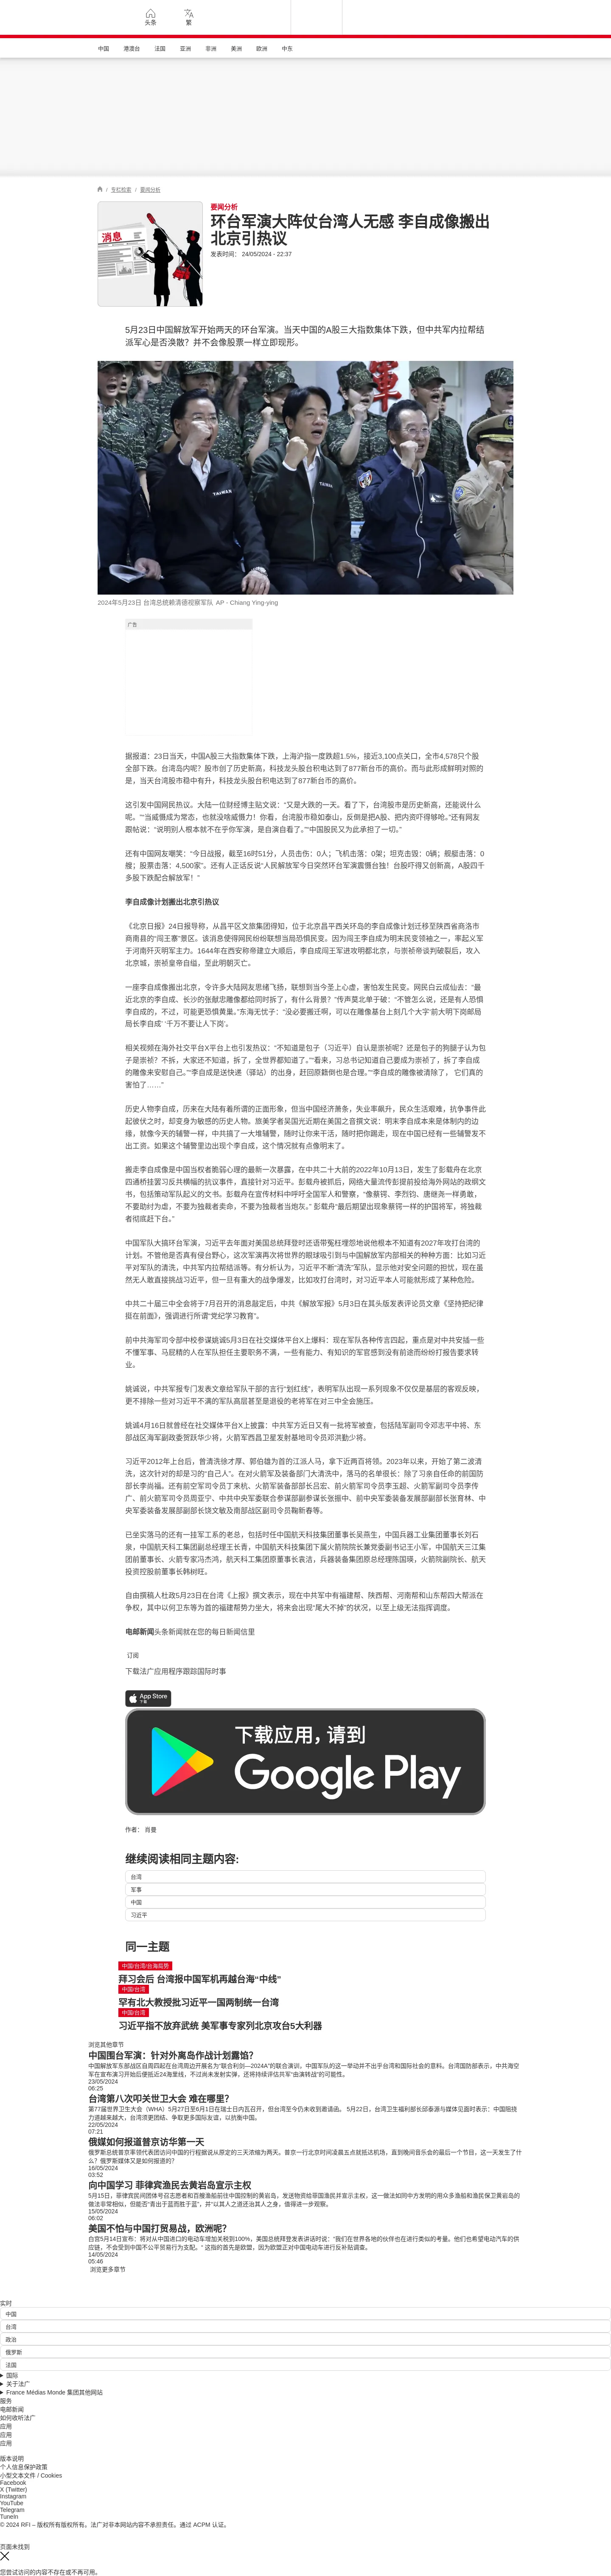 头条
繁
中国
港澳台
法国
亚洲
非洲
美洲
欧洲
中东
/ 专栏检索 / 要闻分析
要闻分析
消息
环台军演大阵仗台湾人无感 李自成像搬出
北京引热议
发表时间： 24/05/2024 - 22:37
5月23日中国解放军开始两天的环台军演。当天中国的A股三大指数集体下跌，但中共军内拉帮结
派军心是否涣散？并不会像股票一样立即现形。
2024年5月23日 台湾总统赖清德视察军队 AP - Chiang Ying-ying
广告
据报道：23日当天，中国A股三大指数集体下跌，上海沪指一度跌超1.5%，接近3,100点关口，全市4,578只个股
全部下跌。台湾岛内呢？股市创了历史新高，科技龙头股台积电达到了877新台币的高价。而与此形成鲜明对照的
是，当天台湾股市稳中有升，科技龙头股台积电达到了877新台币的高价。
这引发中国网民热议。大陆一位财经博主贴文说：“又是大跌的一天。看了下，台湾股市是历史新高，还能说什么
呢。”“当威慑成为常态，也就没啥威慑力！你看，台湾股市稳如泰山，反倒是把A股、把内资吓得够呛。”还有网友
跟帖说：“说明别人根本就不在乎你军演，是自演自看了。”“中国股民又为此承担了一切。”
还有中国网友嘲笑：“今日战报，截至16时51分，人员击伤：0人；飞机击落：0架；坦克击毁：0辆；舰艇击落：0
艘；股票击落：4,500家”。还有人正话反说“人民解放军今日突然环台军演震慑台独！台股吓得又创新高，A股四千
多股下跌配合解放军！”
李自成像计划搬出北京引热议
《北京日报》24日报导称，从昌平区文旅集团得知，位于北京昌平西关环岛的李自成像计划迁移至陕西省商洛市
商南县的“闯王寨”景区。该消息使得网民纷纷联想当局恐惧民变。因为闯王李自成为明末民变领袖之一，率起义军
于河南歼灭明军主力。1644年在西安称帝建立大顺后，李自成闯王军进攻明都北京，与崇祯帝谈判破裂后，攻入
北京城，崇祯皇帝自缢，至此明朝灭亡。
一座李自成像搬出北京，令许多大陆网友思绪飞扬，联想到当今圣上心虚，害怕发生民变。网民白云成仙去：“最
近北京的李自成、长沙的张献忠雕像都给同时拆了，有什么背景？”传声莫北单于破：“不管怎么说，还是有人恐惧
李自成的，不过，可能更恐惧黄巢。”东海无忧子：“没必要搬迁啊，可以在雕像基台上刻几个大字‘前大明下岗邮局
局长李自成’ ‘千万不要让人下岗’。
相关视频在海外社交平台X平台上也引发热议：“不知道是包子（习近平）自认是崇祯呢？还是包子的狗腿子认为包
子是崇祯？不拆，大家还不知道，拆了，全世界都知道了。”“看来，习总书记知道自己要成为崇祯了，拆了李自成
的雕像来安慰自己。”“李自成是送快递（驿站）的出身，赶回原籍倒也是合理。”“李自成的雕被清除了， 它们真的
害怕了……”
历史人物李自成，历来在大陆有着所谓的正面形象，但当中国经济萧条，失业率飙升，民众生活艰难，抗争事件此
起彼伏之时，却变身为敏感的历史人物。旅美学者吴国光近期在美国之音撰文说：明末李自成本来是体制内的边
缘，就像今天的辅警一样，中共搞了一大堆辅警，随时让你来干活，随时把你踢走，现在中国已经有一些辅警发不
出工资。如果这个辅警里边出现个李自成，这个情况就有点像明末了。
搬走李自成像是中国当权者脆弱心理的最新一次暴露，在中共二十大前的2022年10月13日，发生了彭载舟在北京
四通桥挂罢习反共横幅的抗议事件，直接针对习近平。彭载舟被抓后，网络大量流传彭提前投给海外网站的政纲文
书，包括策动军队起义的文书。彭载舟在宣传材料中呼吁全国军人和警察，“像蔡锷、李烈钧、唐继尧一样勇敢，
不要助纣为虐，不要为独裁者卖命，不要为独裁者当炮灰。” 彭载舟“最后期望出现象蔡锷一样的护国将军，将独裁
者彻底赶下台。”
中国军队大搞环台军演，习近平去年面对美国总统拜登时还语带冤枉埋怨地说他根本不知道有2027年攻打台湾的
计划。不管他是否真有侵台野心，这次军演再次将世界的眼球吸引到与中国解放军内部相关的种种方面：比如习近
平对军队的清洗，中共军内拉帮结派等。有分析认为，习近平不断“清洗”军队，显示他对安全问题的担忧，现在虽
然无人敢直接挑战习近平，但一旦有重大的战争爆发，比如攻打台湾时，对习近平本人可能就形成了某种危险。
中共二十届三中全会将于7月召开的消息敲定后，中共《解放军报》5月3日在其头版发表评论员文章《坚持把纪律
挺在前面》，强调进行所谓“党纪学习教育”。
前中共海军司令部中校参谋姚诚5月3日在社交媒体平台X上爆料：现在军队各种传言四起，重点是对中共安插一些
不懂军事、马屁精的人在军队担任主要职务不满，一些有能力、有知识的军官感到没有前途而纷纷打报告要求转
业。
姚诚说，中共军报专门发表文章给军队干部的言行“划红线”，表明军队出现一系列现象不仅仅是基层的客观反映，
更不排除一些对习近平不满的军队高层甚至是退役的老将军在对三中全会施压。
姚诚4月16日就曾经在社交媒体平台X上披露：中共军方近日又有一批将军被查，包括陆军副司令邓志平中将、东
部战区海军副政委贺跃华少将，火箭军西昌卫星发射基地司令员邓洪勤少将。
习近平2012年上台后，曾清洗徐才厚、郭伯雄为首的江派人马，拿下近两百将领。2023年以来，开始了第二波清
洗，这次针对的却是习的“自己人”。在对火箭军及装备部门大清洗中，落马的名单很长：除了习亲自任命的前国防
部长李尚福。还有前空军司令员丁来杭、火箭军装备部部长吕宏、前火箭军司令员李玉超、火箭军副司令员李传
广、前火箭军司令员周亚宁、中共中央军委联合参谋部副参谋长张振中、前中央军委装备发展部副部长张育林、中
央军委装备发展部副部长饶文敏及南部战区副司令员鞠新春等。
已坐实落马的还有一挂军工系的老总，包括时任中国航天科技集团董事长吴燕生，中国兵器工业集团董事长刘石
泉，中国航天科工集团副总经理王长青，中国航天科技集团下属火箭院院长兼党委副书记王小军，中国航天三江集
团前董事长、火箭专家冯杰鸿，航天科工集团原董事长袁洁，兵器装备集团原总经理陈国瑛，火箭院副院长、航天
投资控股前董事长韩树旺。
自由撰稿人杜政5月23日在台湾《上报》撰文表示，现在中共军中有福建帮、陕西帮、河南帮和山东帮四大帮派在
争权，其中以何卫东等为首的福建帮势力坐大，将来会出现“尾大不掉”的状况，以至上级无法指挥调度。
电邮新闻头条新闻就在您的每日新闻信里
订阅
下载法广应用程序跟踪国际时事
App Store
下载
下载应用，请到
Google Play
作者： 肖曼
继续阅读相同主题内容:
台湾
军事
中国
习近平
同一主题
中国/台湾/台海局势
拜习会后 台湾报中国军机再越台海“中线”
中国/台湾
罕有北大教授批习近平一国两制统一台湾
中国/台湾
习近平指不放弃武统 美军事专家列北京攻台5大利器
浏览其他章节
中国围台军演：针对外离岛作战计划露馅？
中国解放军东部战区自周四起在台湾周边开展名为“联合利剑—2024A”的联合演训。中国军队的这一举动并不出乎台湾和国际社会的意料。台湾国防部表示，中共海空
军在宣布演习开始后便抵近24海里线，不过尚未发射实弹，还将持续评估共军“由演转战”的可能性。
23/05/2024
06:25
台湾第八次叩关世卫大会 难在哪里？
第77届世界卫生大会（WHA）5月27日至6月1日在瑞士日内瓦召开，但台湾至今仍未收到邀请函。 5月22日，台湾卫生福利部长邱泰源与媒体见面时表示：中国阻挠
力道越来越大，台湾须更团结、争取更多国际友谊，以抗衡中国。
22/05/2024
07:21
俄媒如何报道普京访华第一天
俄罗斯总统普京率领代表团访问中国的行程据说从原定的三天浓缩为两天。普京一行北京时间凌晨五点就抵达机场，直到晚间音乐会的最后一个节目，这一天发生了什
么？俄罗斯媒体又是如何报道的？
16/05/2024
03:52
向中国学习 菲律宾渔民去黄岩岛宣示主权
5月15日，菲律宾民间团体号召志愿者和百艘渔船前往中国控制的黄岩岛，发送物资给菲国渔民并宣示主权，这一做法如同中方发明的用众多渔船和渔民保卫黄岩岛的
做法非常相似，但能否“青出于蓝而胜于蓝”，并“以其人之道还治其人之身，值得进一步观察。
15/05/2024
06:02
美国不怕与中国打贸易战，欧洲呢？
白宫5月14日宣布：将对从中国进口的电动车增加关税到100%，美国总统拜登发表讲话时说：“我们在世界各地的伙伴也在进行类似的考量。他们也希望电动汽车的供
应链，不会受到中国不公平贸易行为支配。” 这指的首先是欧盟，因为欧盟正对中国电动车进行反补贴调查。
14/05/2024
05:46
浏览更多章节
实时
中国
台湾
政治
俄罗斯
法国
国际
关于法广
France Médias Monde 集团其他网站
服务
电邮新闻
如何收听法广
应用
应用
应用
版本说明
个人信息保护政策
小型文本文件 / Cookies
Facebook
X (Twitter)
Instagram
YouTube
Telegram
TuneIn
© 2024 RFI – 版权所有版权所有。法广对非本网站内容不承担责任。通过 ACPM 认证。
页面未找到
您尝试访问的内容不存在或不再可用。